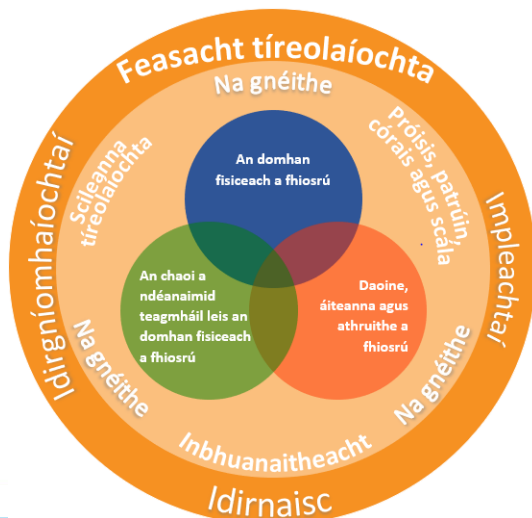 Feasacht tíreolaíochta
Na gnéithe
Scileanna
tíreolaíochta
Próisis, patrúin,
córais agus scála
Idirgníomhaíochtaí
Impleachtaí
An domhan
fisiceach a fhiosrú
An chaoi a
ndéanaimid
teagmháil leis an
domhan fisiceach
a fhiosrú
Daoine,
áiteanna agus
athruithe a
fhiosrú
Na gnéithe
Na gnéithe
Inbhuanaitheacht
Idirnaisc